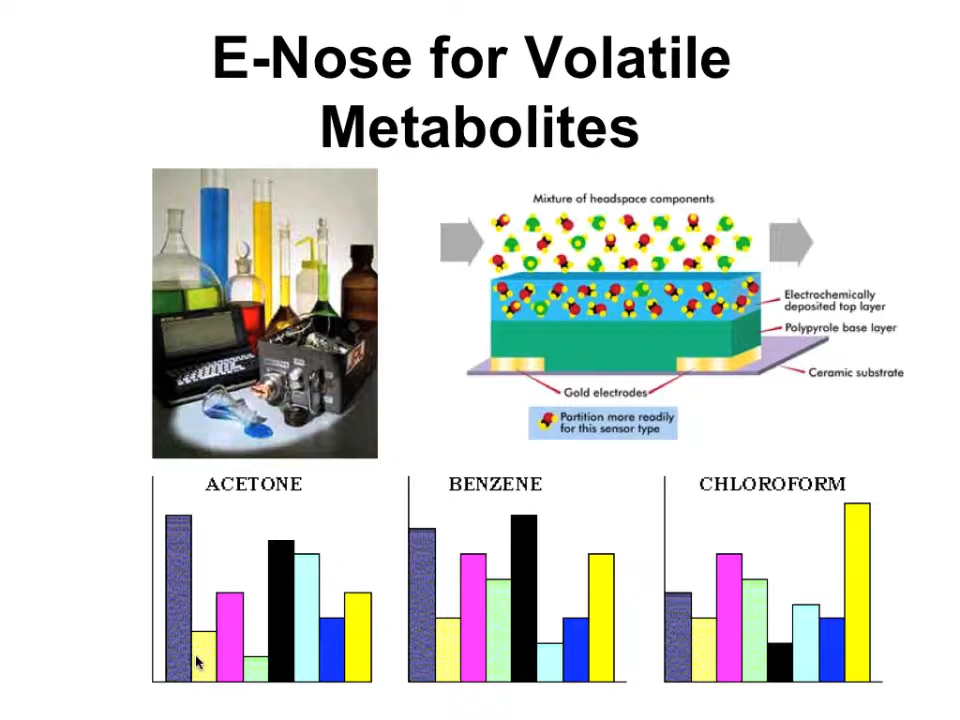 E-Nose for Volatile
Metabolites
Mixture of headspace components
Electrochemically
deposited top layer
Polypyrole base layer
Ceramic substrate
Gold electrodes
Partition more readily
for this sensor type
ACETONE
BENZENE
CHLOROFORM